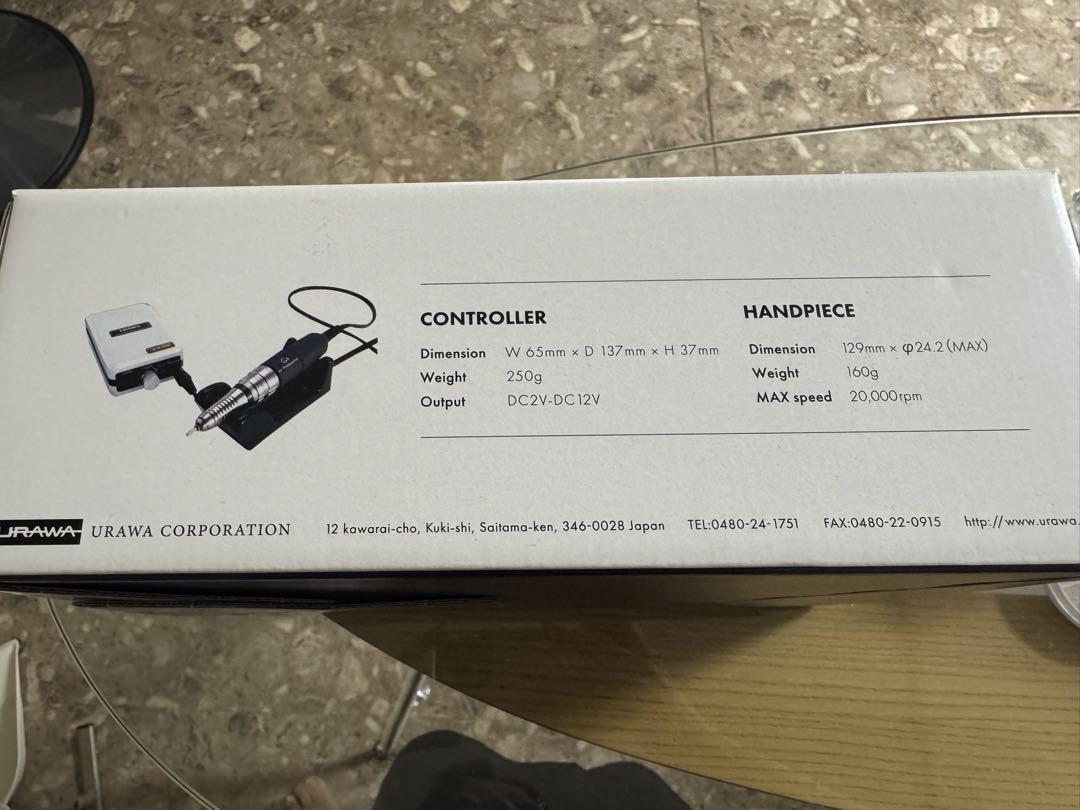 CONTROLLER
Dimension W 65mm × D 137mm × H 37mm
Weight 250g
Output DC2V-DC12V
HANDPIECE
Dimension 129mm × φ24.2(MAX)
Weight 160g
MAX speed 20,000rpm
URAWA URAWA CORPORATION 12 kawarai-cho, Kuki-shi, Saitama-ken, 346-0028 Japan TEL:0480-24-1751 FAX:0480-22-0915 http://www.urawa.